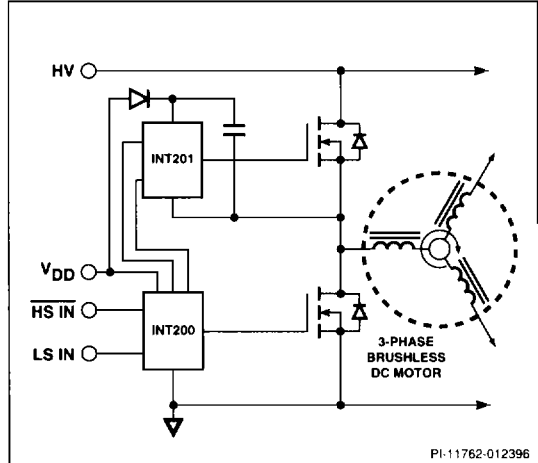 HV
INT201
VDD
HS IN
INT200
LS IN
3-PHASE
BRUSHLESS
DC MOTOR
PI-11762-012396